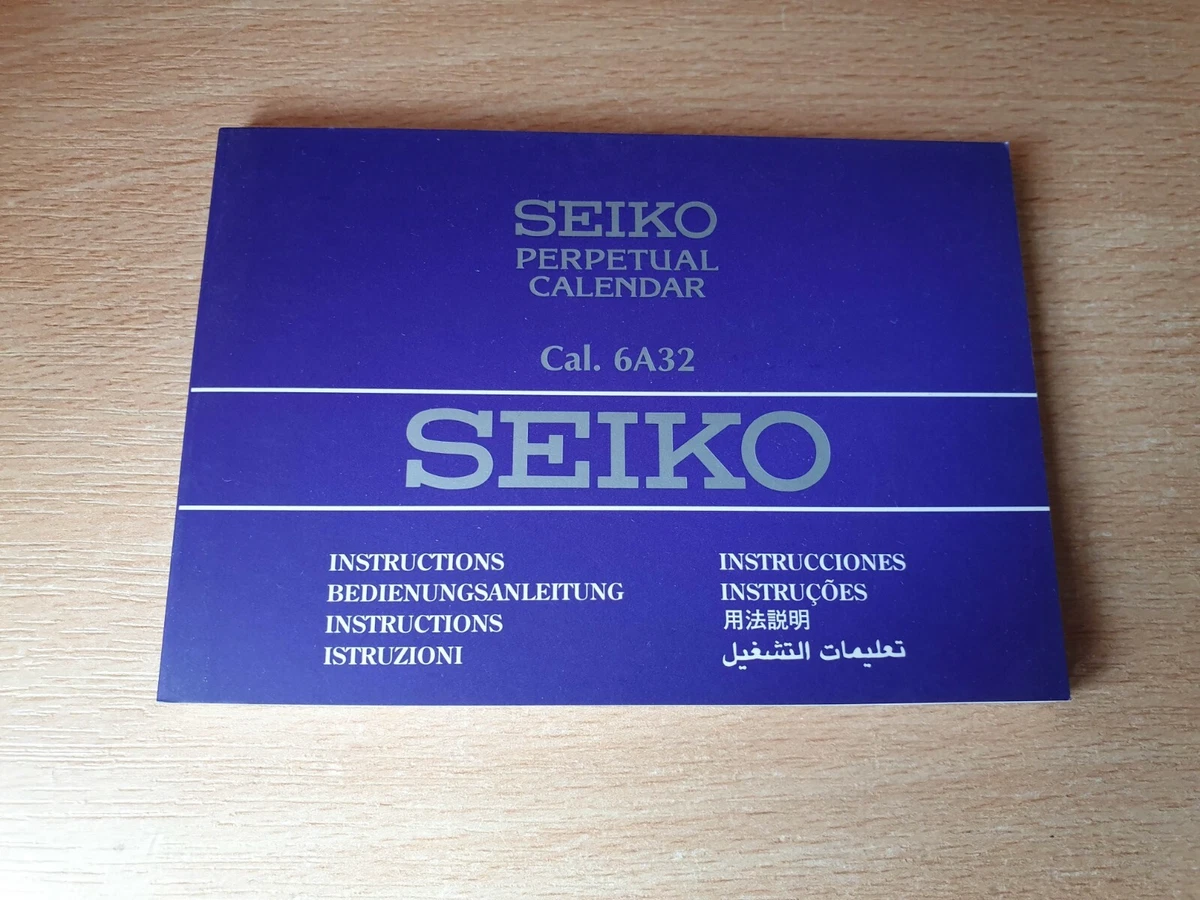 SEIKO
PERPETUAL
CALENDAR
Cal. 6A32
SEIKO
INSTRUCTIONS
BEDIENUNGSANLEITUNG
INSTRUCTIONS
ISTRUZIONI
INSTRUCCIONES
INSTRUÇÕES
用法説明
تعليمات التشغيل